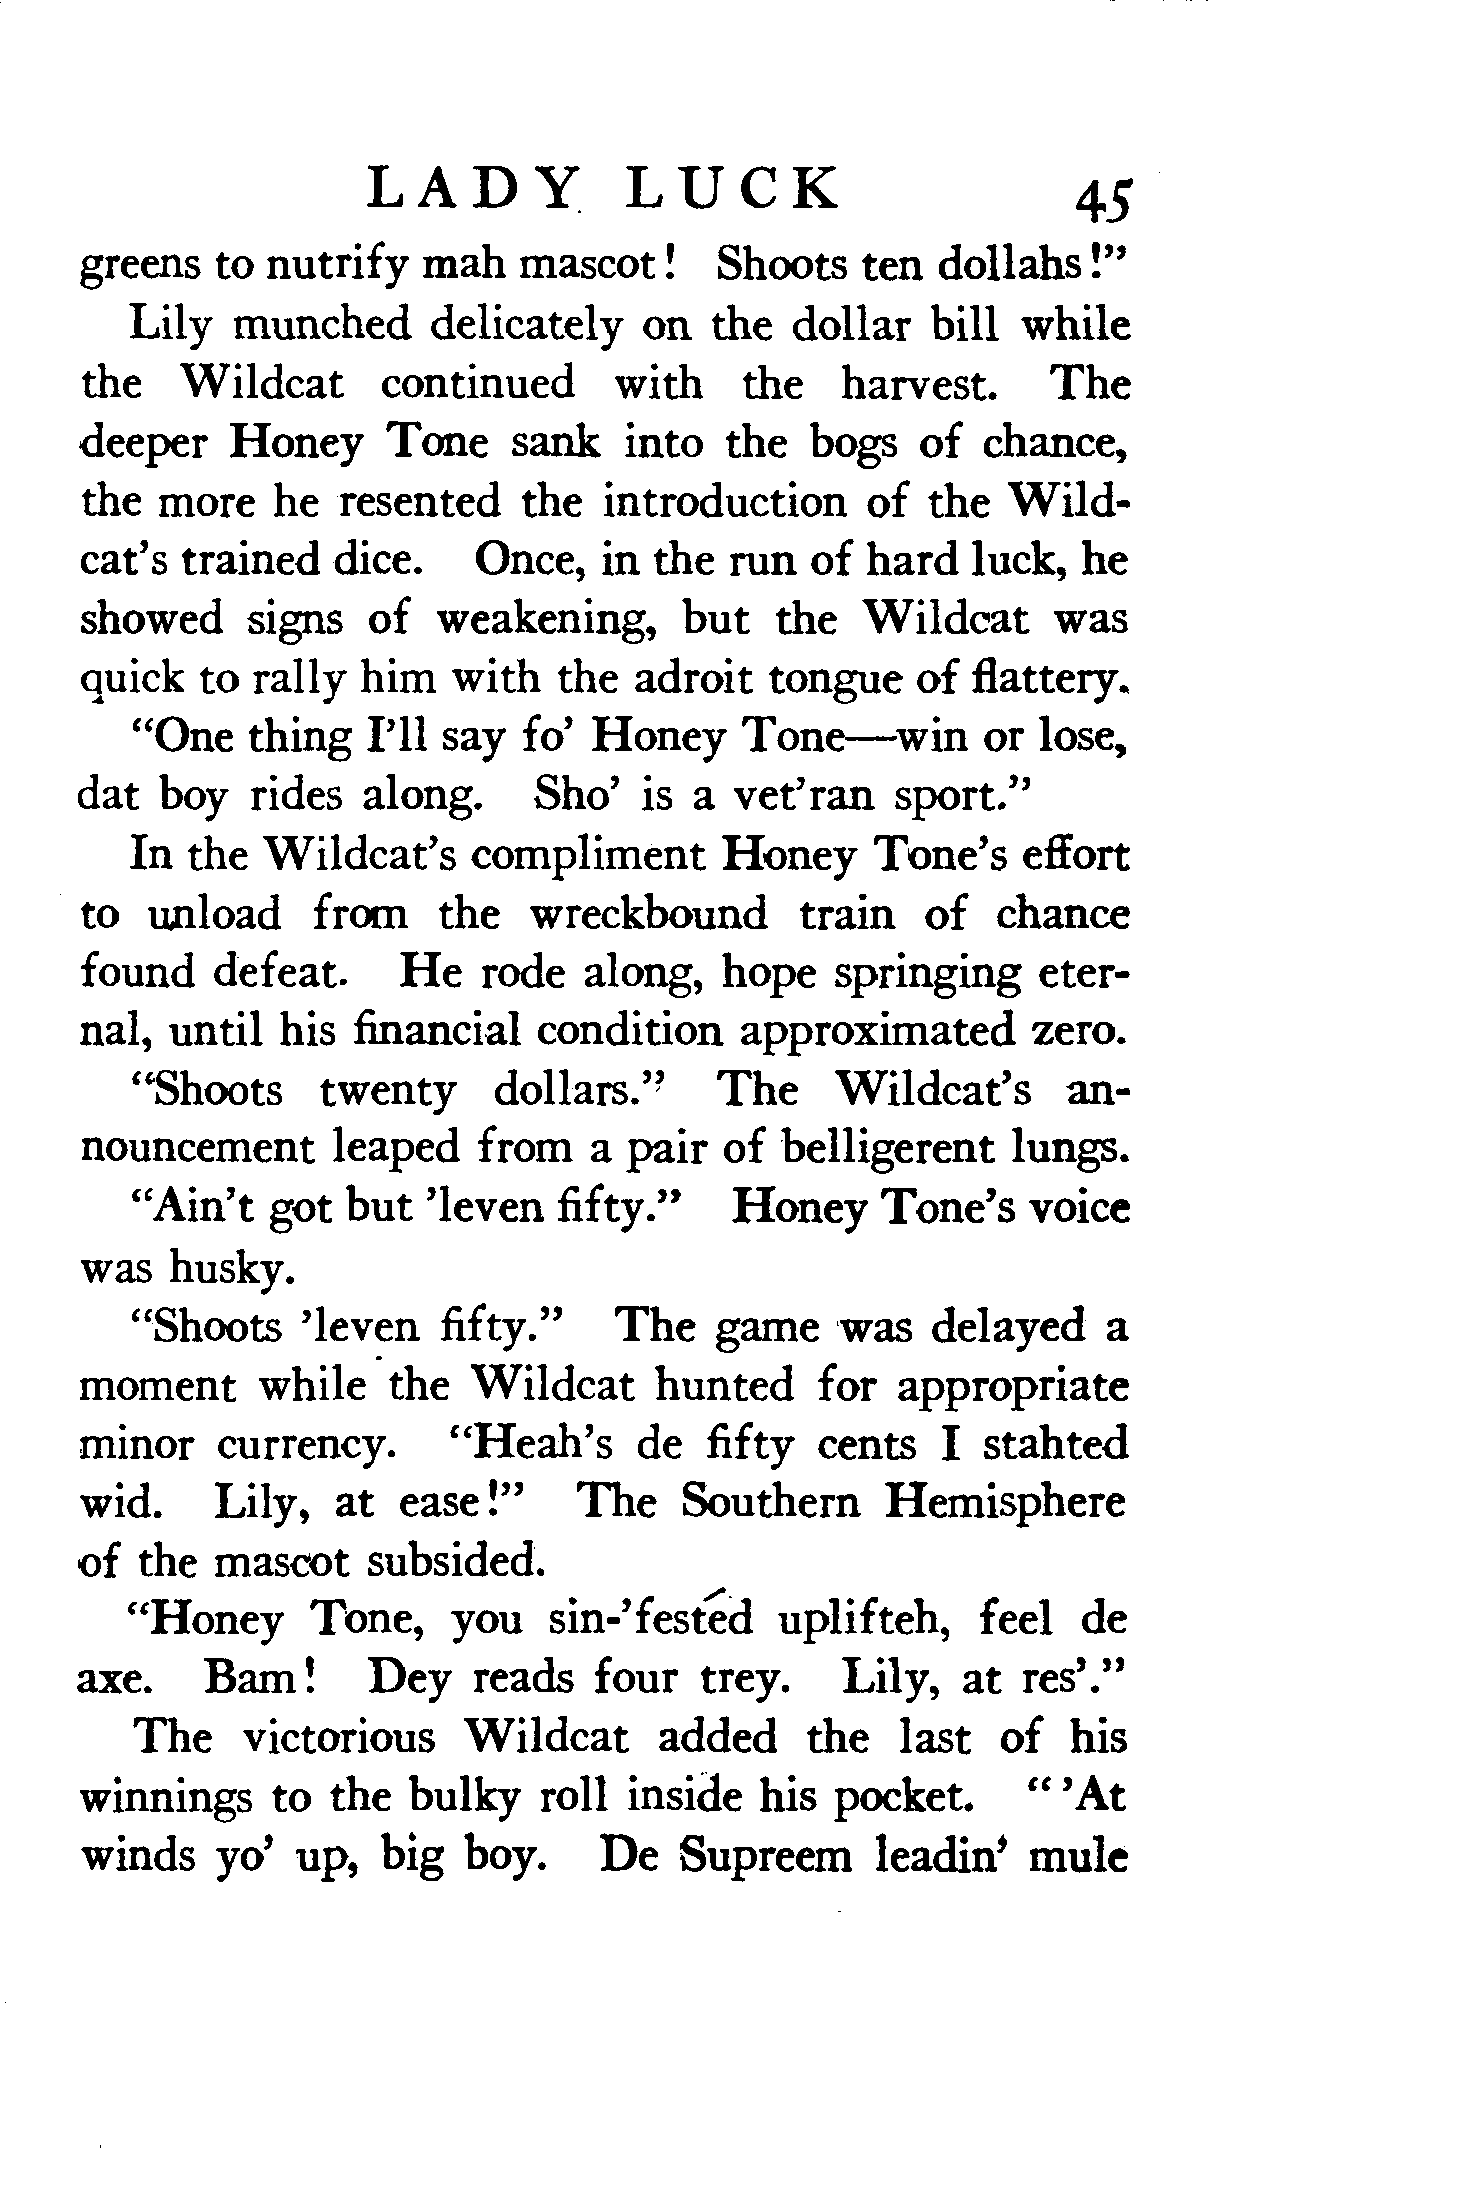 LADY LUCK 45
greens to nutrify mah mascot! Shoots ten dollahs!”
Lily munched delicately on the dollar bill while
the Wildcat continued with the harvest. The
deeper Honey Tone sank into the bogs of chance,
the more he resented the introduction of the Wild-
cat’s trained dice. Once, in the run of hard luck, he
showed signs of weakening, but the Wildcat was
quick to rally him with the adroit tongue of flattery.
“One thing I’ll say fo’ Honey Tone—win or lose,
dat boy rides along. Sho’ is a vet’ran sport.”
In the Wildcat’s compliment Honey Tone’s effort
to unload from the wreckbound train of chance
found defeat. He rode along, hope springing eter-
nal, until his financial condition approximated zero.
“Shoots twenty dollars.” The Wildcat’s an-
nouncement leaped from a pair of belligerent lungs.
“Ain’t got but ’leven fifty.” Honey Tone’s voice
was husky.
“Shoots ’leven fifty.” The game was delayed a
moment while the Wildcat hunted for appropriate
minor currency. “Heah’s de fifty cents I stahted
wid. Lily, at ease!” The Southern Hemisphere
of the mascot subsided.
“Honey Tone, you sin-’fested uplifteh, feel de
axe. Bam! Dey reads four trey. Lily, at res’.”
The victorious Wildcat added the last of his
winnings to the bulky roll inside his pocket. “ ’At
winds yo’ up, big boy. De Supreem leadin’ mule